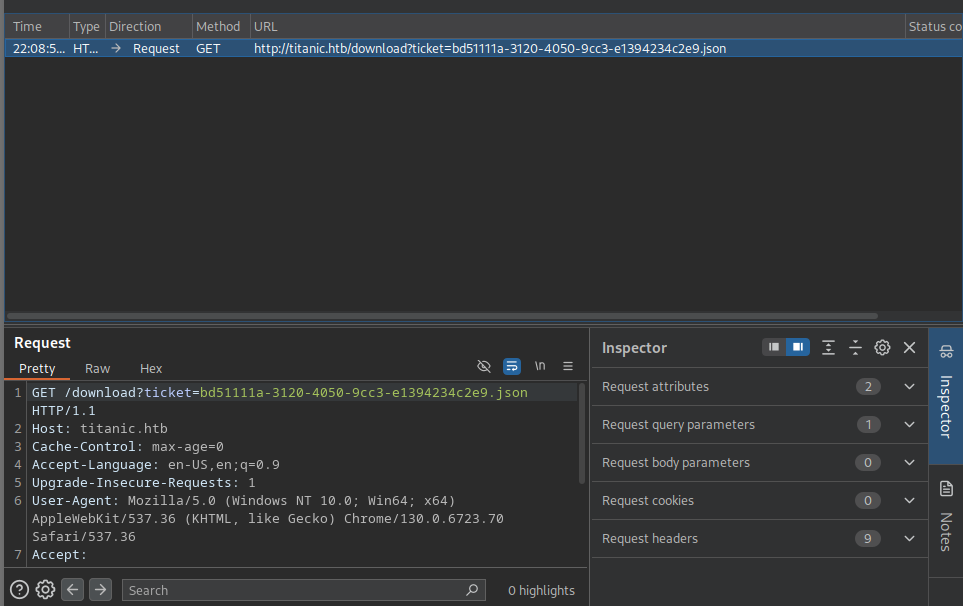 Time Type Direction Method URL Status co
22:08:5... HT... → Request GET http://titanic.htb/download?ticket=bd51111a-3120-4050-9cc3-e1394234c2e9.json
Request
Pretty Raw Hex
\n
1 GET /download?ticket=bd51111a-3120-4050-9cc3-e1394234c2e9.json
HTTP/1.1
2 Host: titanic.htb
3 Cache-Control: max-age=0
4 Accept-Language: en-US,en;q=0.9
5 Upgrade-Insecure-Requests: 1
6 User-Agent: Mozilla/5.0 (Windows NT 10.0; Win64; x64)
AppleWebKit/537.36 (KHTML, like Gecko) Chrome/130.0.6723.70
Safari/537.36
7 Accept:
Search
0 highlights
Inspector
Request attributes 2
Request query parameters 1
Request body parameters 0
Request cookies 0
Request headers 9
Inspector
Notes